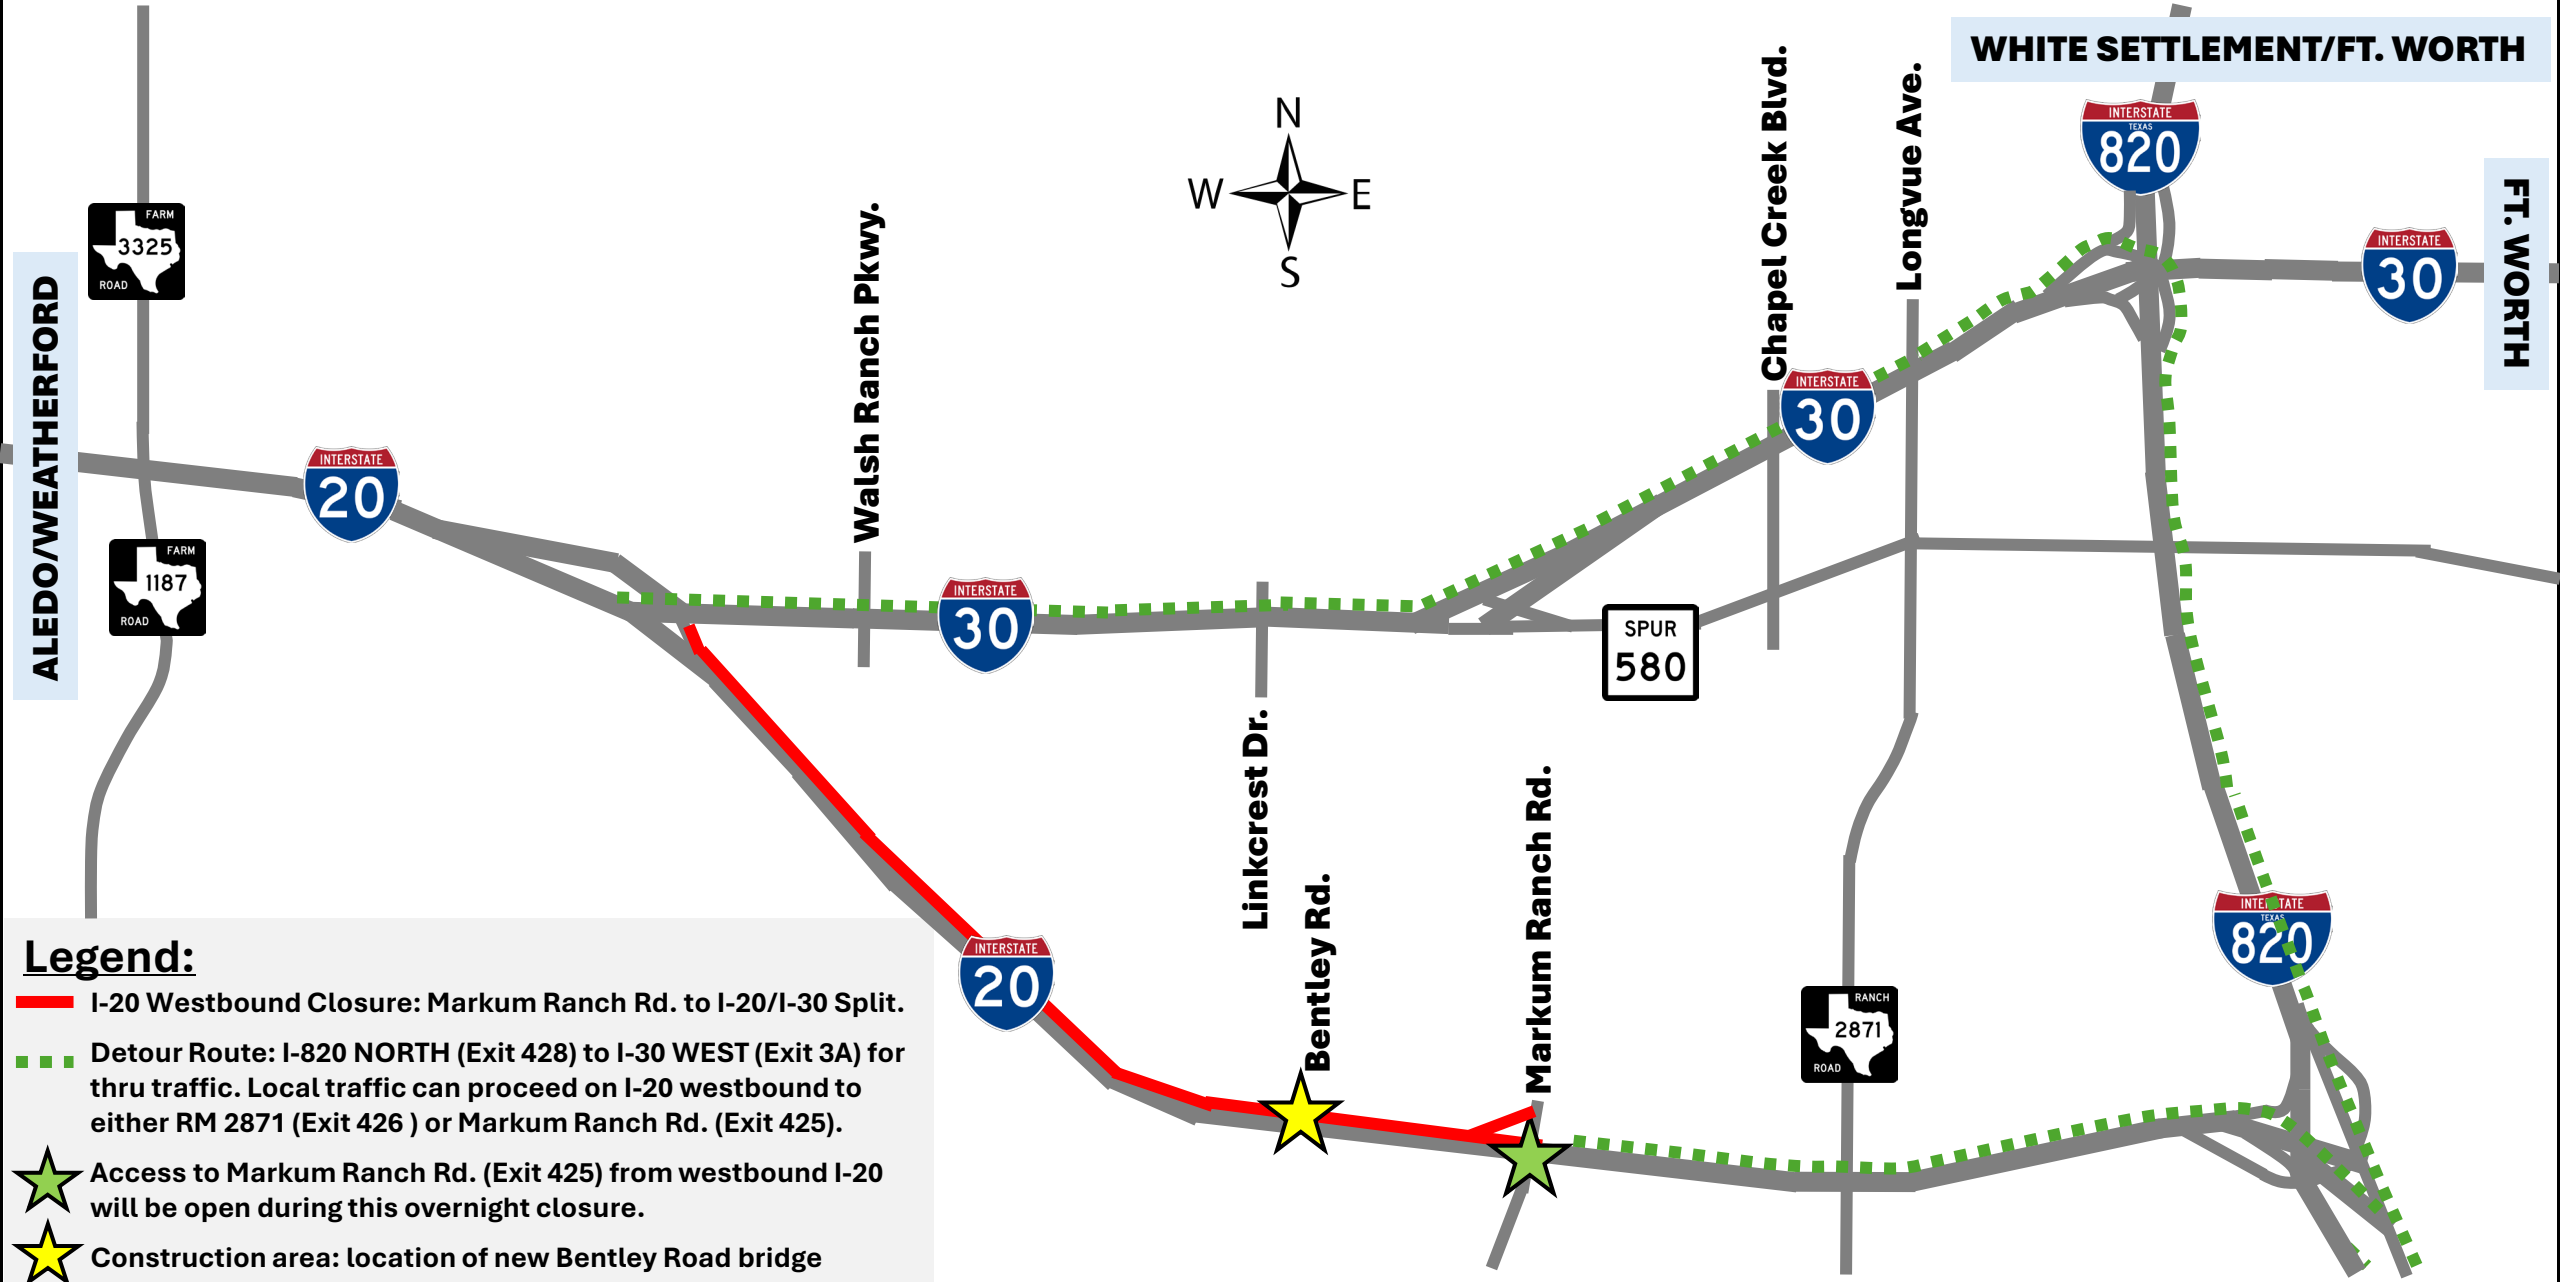 WHITE SETTLEMENT/FT. WORTH
INTERSTATE
TEXAS
820
FT. WORTH
INTERSTATE
30
N
W
E
S
Chapel Creek Blvd.
Longvue Ave.
FARM
3325
ROAD
ALEDO/WEATHERFORD
Walsh Ranch Pkwy.
INTERSTATE
30
INTERSTATE
20
FARM
1187
ROAD
INTERSTATE
30
SPUR
580
Linkcrest Dr.
Bentley Rd.
Markum Ranch Rd.
INTERSTATE
TEXAS
820
INTERSTATE
20
RANCH
2871
ROAD
Legend:
I-20 Westbound Closure: Markum Ranch Rd. to I-20/I-30 Split.
Detour Route: I-820 NORTH (Exit 428) to I-30 WEST (Exit 3A) for
thru traffic. Local traffic can proceed on I-20 westbound to
either RM 2871 (Exit 426 ) or Markum Ranch Rd. (Exit 425).
Access to Markum Ranch Rd. (Exit 425) from westbound I-20
will be open during this overnight closure.
Construction area: location of new Bentley Road bridge